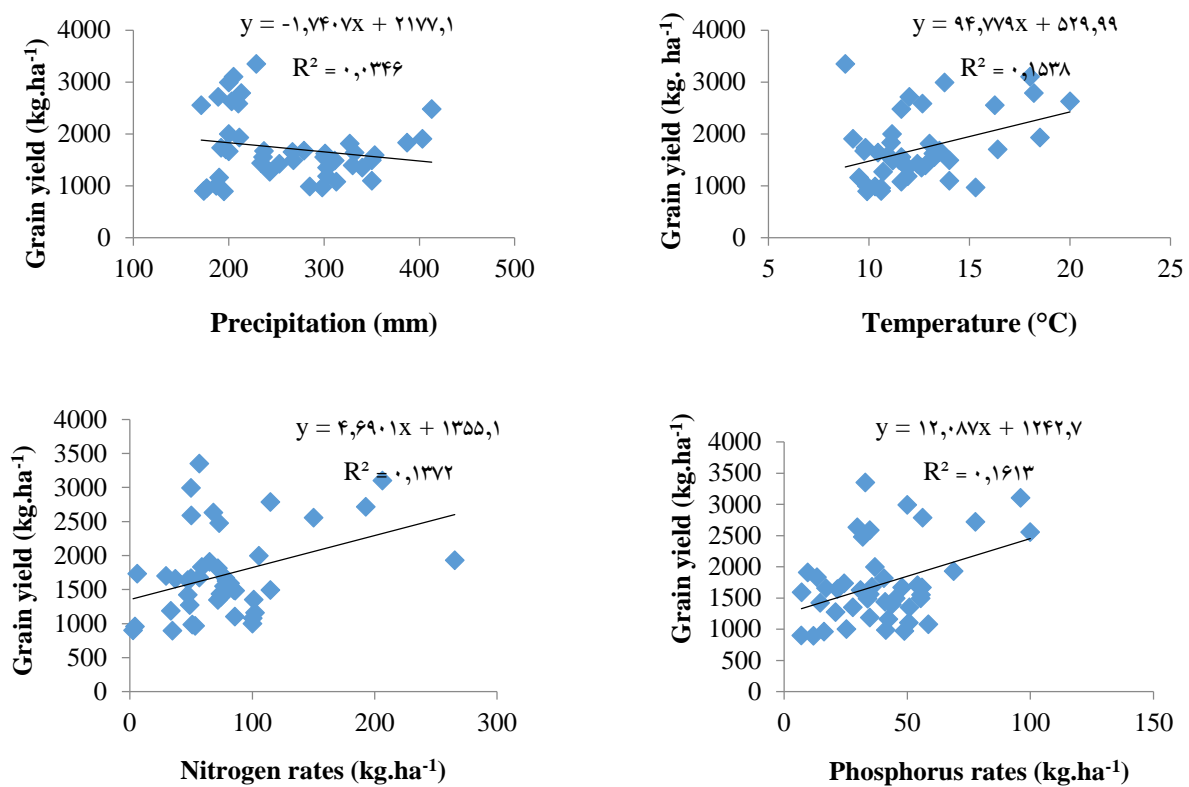 y = -۱,۷۴۰۷x + ۲۱۷۷,۱
R² = ۰,۰۳۴۶
Grain yield (kg.ha⁻¹)
4000
3000
2000
1000
0
100 200 300 400 500
Precipitation (mm)
y = ۹۴,۷۷۹x + ۵۲۹,۹۹
R² = ۰,۱۵۳۸
Grain yield (kg. ha⁻¹)
4000
3000
2000
1000
0
5 10 15 20 25
Temperature (°C)
y = ۴,۶۹۰۱x + ۱۳۵۵,۱
R² = ۰,۱۳۷۲
Grain yield (kg.ha⁻¹)
4000
3500
3000
2500
2000
1500
1000
500
0
0 100 200 300
Nitrogen rates (kg.ha⁻¹)
y = ۱۲,۰۸۷x + ۱۲۴۲,۷
R² = ۰,۱۶۱۳
Grain yield (kg.ha⁻¹)
4000
3500
3000
2500
2000
1500
1000
500
0
0 50 100 150
Phosphorus rates (kg.ha⁻¹)